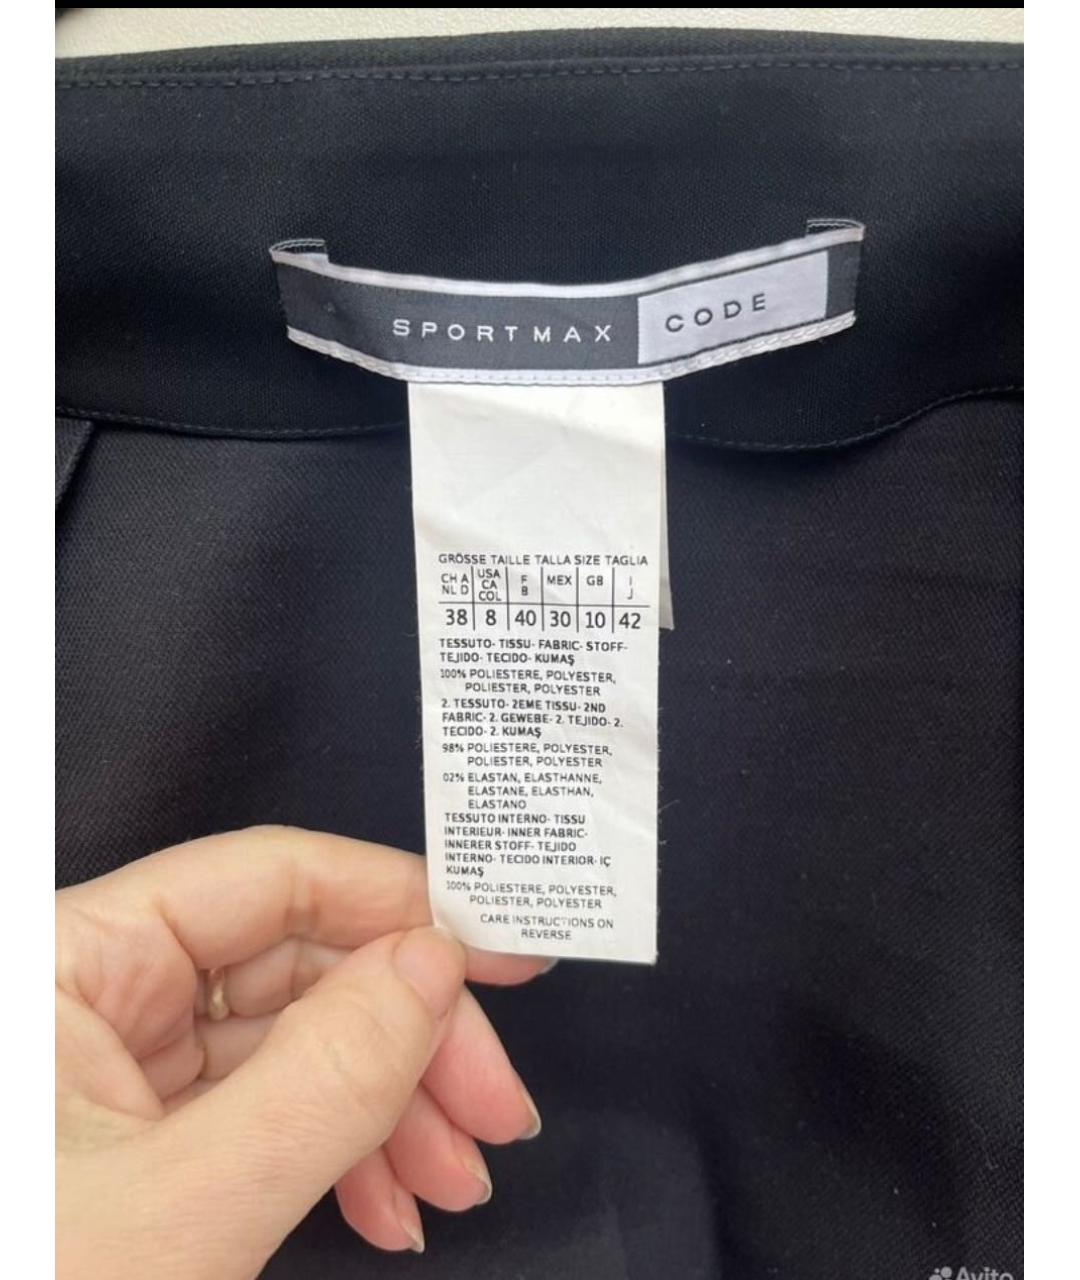 SPORTMAX CODE
GRÖSSE TAILLE TALLA SIZE TAGLIA
CH A USA F MEX GB I
NL D CA B J
COL
38 8 40 30 10 42
TESSUTO- TISSU- FABRIC- STOFF-
TEJIDO- TECIDO- KUMAŞ
100% POLIESTERE, POLYESTER,
POLIESTER, POLYESTER
2. TESSUTO- 2EME TISSU- 2ND
FABRIC- 2. GEWEBE- 2. TEJIDO- 2.
TECIDO- 2. KUMAŞ
98% POLIESTERE, POLYESTER,
POLIESTER, POLYESTER
02% ELASTAN, ELASTHANNE,
ELASTANE, ELASTHAN,
ELASTANO
TESSUTO INTERNO- TISSU
INTERIEUR- INNER FABRIC-
INNERER STOFF- TEJIDO
INTERNO- TECIDO INTERIOR- IÇ
KUMAŞ
100% POLIESTERE, POLYESTER,
POLIESTER, POLYESTER
CARE INSTRUCTIONS ON
REVERSE
Avito